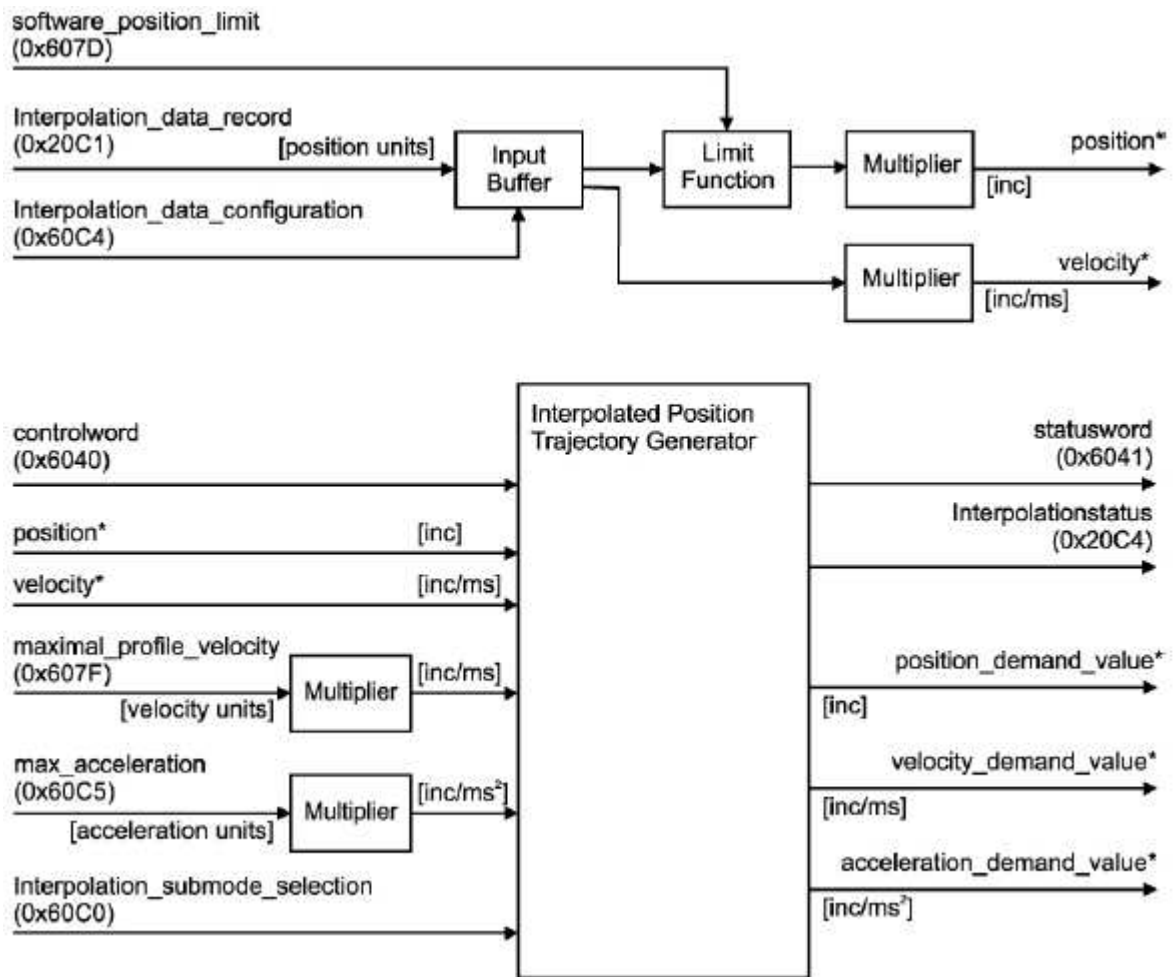 software_position_limit
(0x607D)
Interpolation_data_record
(0x20C1)
[position units]
Input
Buffer
Limit
Function
Multiplier
position*
[inc]
Interpolation_data_configuration
(0x60C4)
Multiplier
velocity*
[inc/ms]
Interpolated Position
Trajectory Generator
controlword
(0x6040)
statusword
(0x6041)
position*
[inc]
Interpolationstatus
(0x20C4)
velocity*
[inc/ms]
maximal_profile_velocity
(0x607F)
[velocity units]
Multiplier
[inc/ms]
position_demand_value*
[inc]
max_acceleration
(0x60C5)
[acceleration units]
Multiplier
[inc/ms²]
velocity_demand_value*
[inc/ms]
Interpolation_submode_selection
(0x60C0)
acceleration_demand_value*
[inc/ms²]